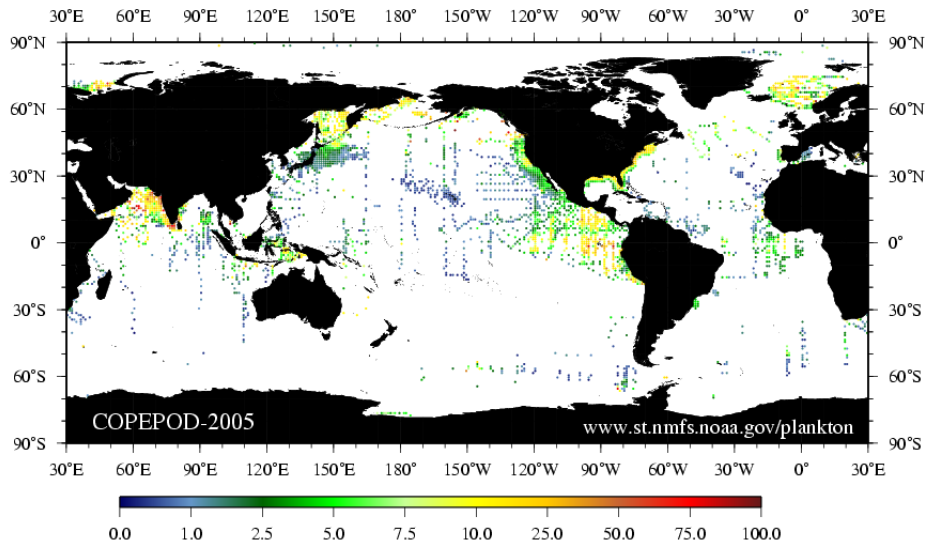 30°E 60°E 90°E 120°E 150°E 180° 150°W 120°W 90°W 60°W 30°W 0° 30°E
90°N 90°N
60°N 60°N
30°N 30°N
0° 0°
30°S 30°S
60°S 60°S
COPEPOD-2005 www.st.nmfs.noaa.gov/plankton
90°S 90°S
30°E 60°E 90°E 120°E 150°E 180° 150°W 120°W 90°W 60°W 30°W 0° 30°E
0.0 1.0 2.5 5.0 7.5 10.0 25.0 50.0 75.0 100.0